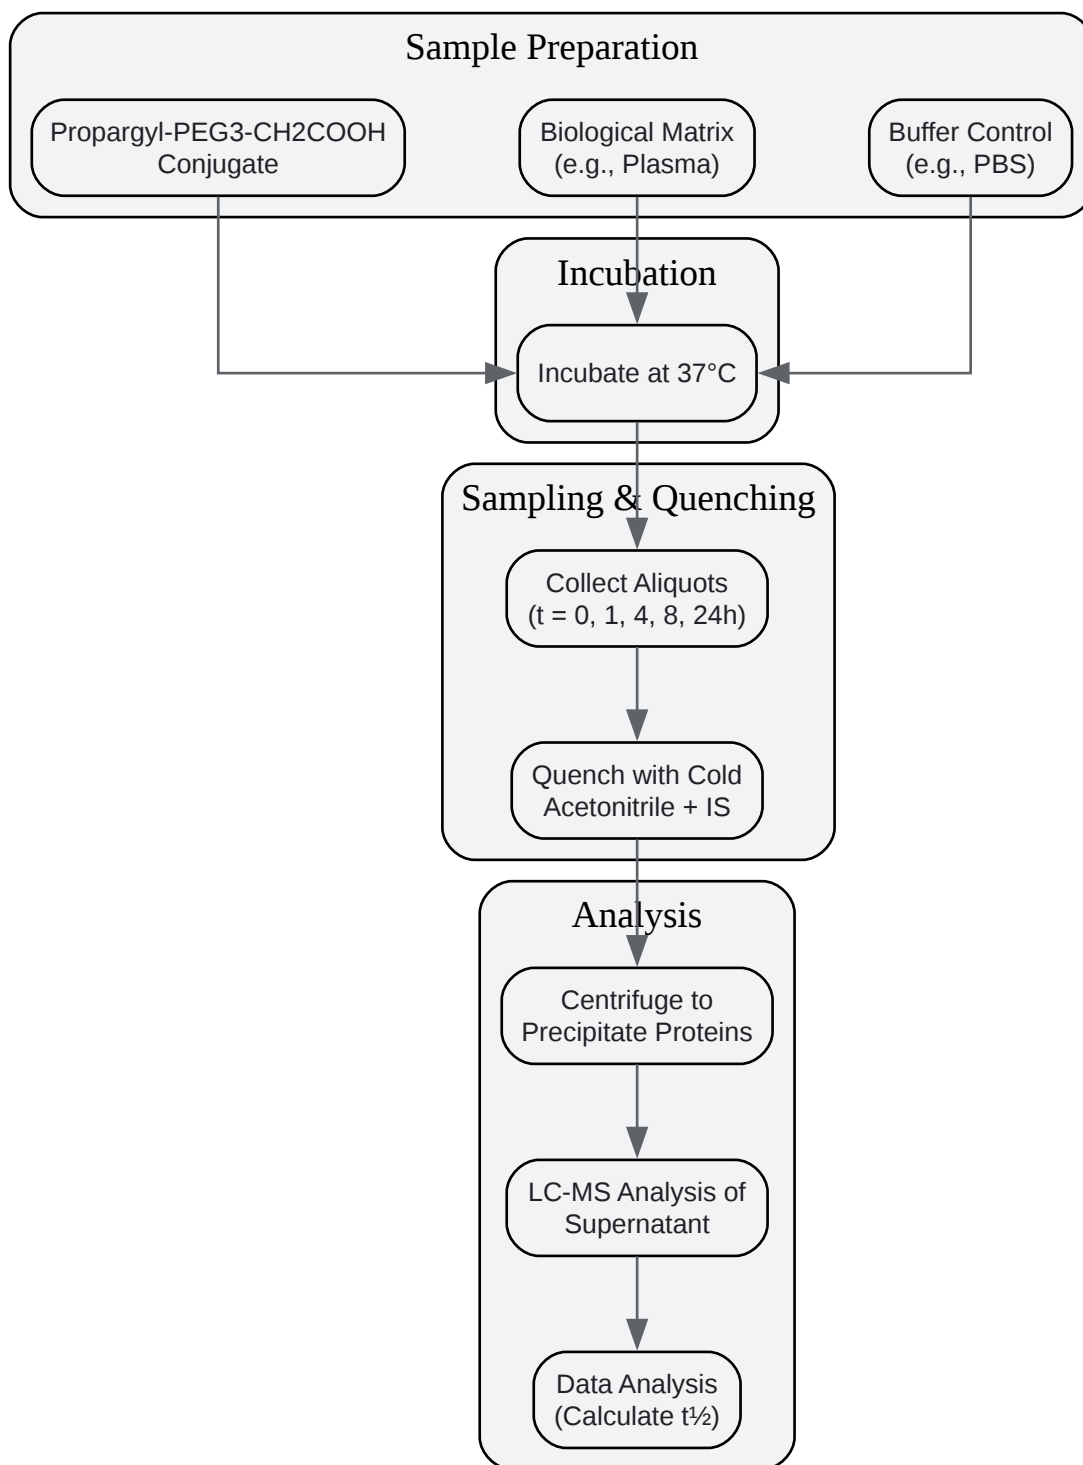 Sample Preparation
Propargyl-PEG3-CH2COOH
Conjugate
Biological Matrix
(e.g., Plasma)
Buffer Control
(e.g., PBS)
Incubation
Incubate at 37°C
Sampling & Quenching
Collect Aliquots
(t = 0, 1, 4, 8, 24h)
Quench with Cold
Acetonitrile + IS
Analysis
Centrifuge to
Precipitate Proteins
LC-MS Analysis of
Supernatant
Data Analysis
(Calculate t½)